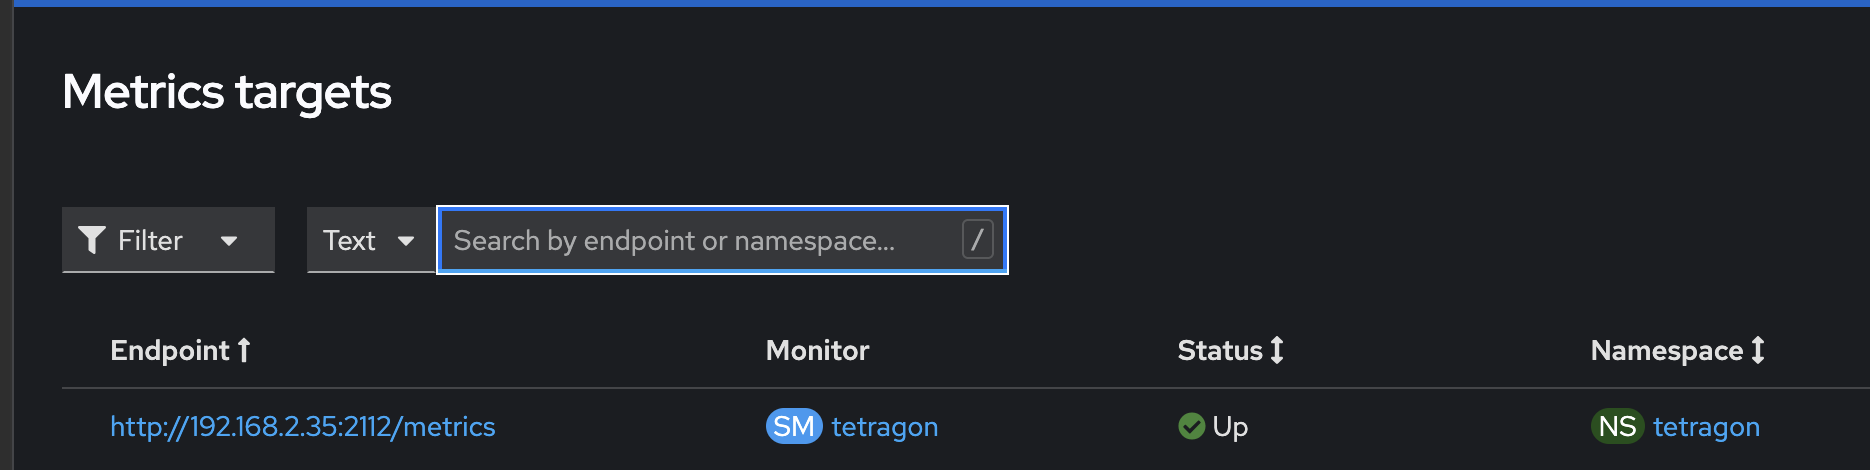 Metrics targets
Filter Text Search by endpoint or namespace... /
Endpoint Monitor Status Namespace
http://192.168.2.35:2112/metrics SM tetragon Up NS tetragon